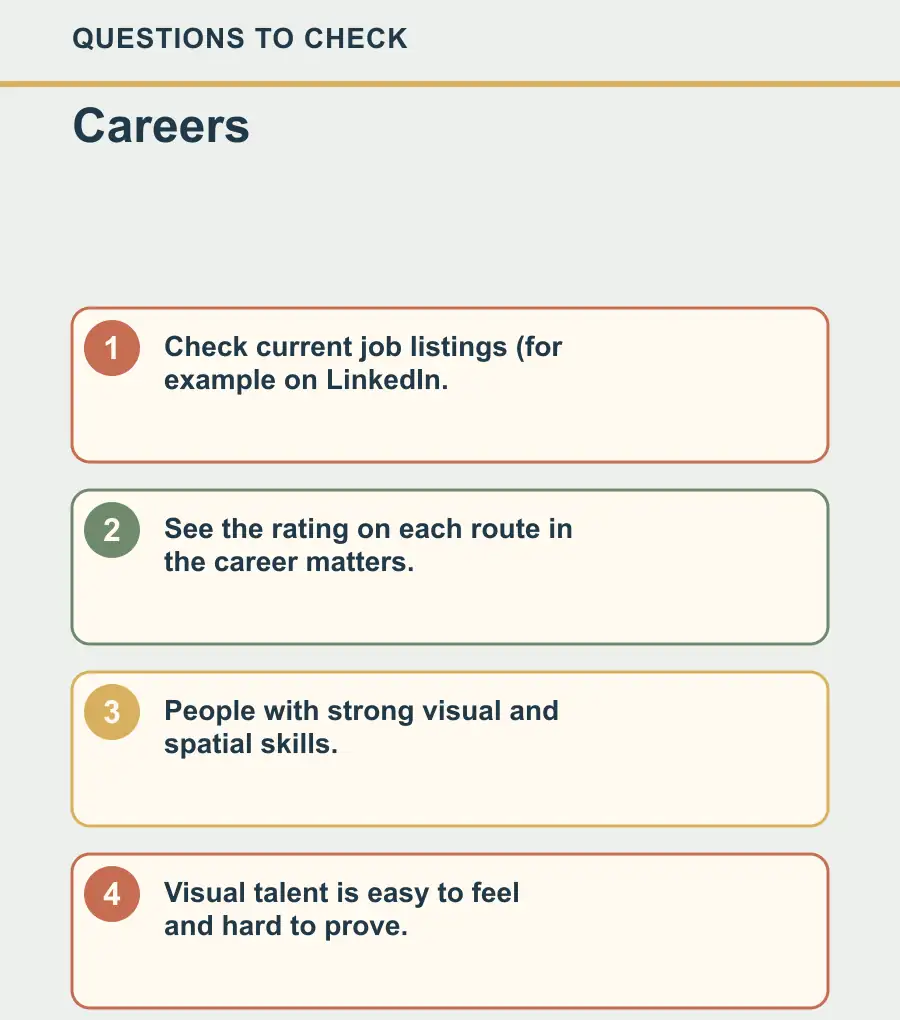 QUESTIONS TO CHECK
Careers
1
Check current job listings (for
example on LinkedIn.
2
See the rating on each route in
the career matters.
3
People with strong visual and
spatial skills.
4
Visual talent is easy to feel
and hard to prove.